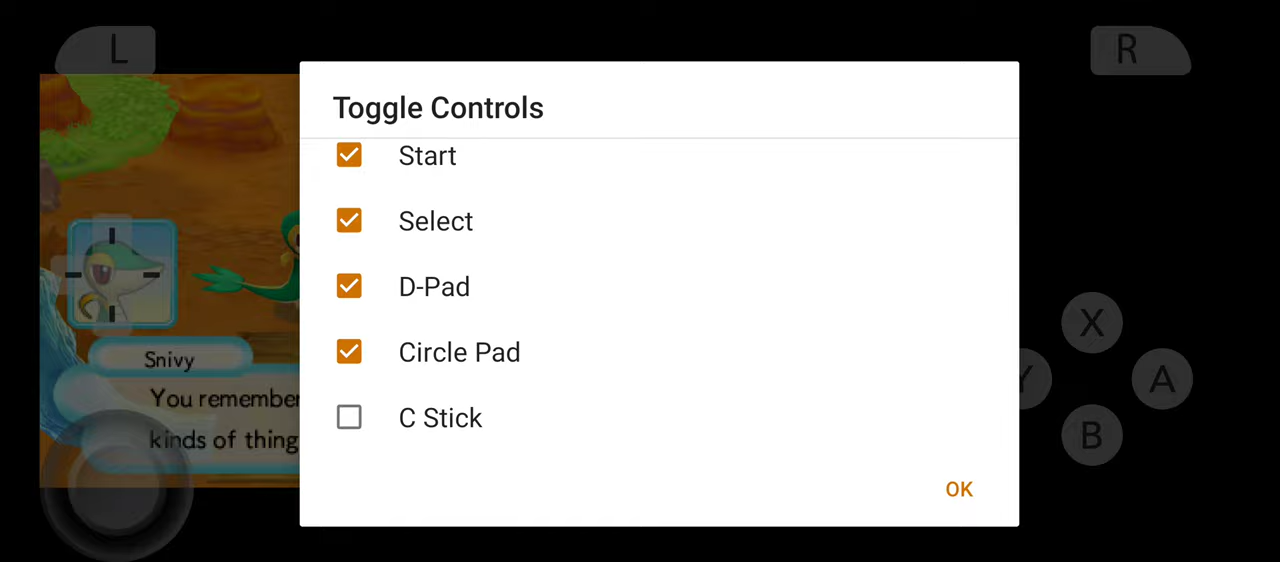 L
R
Toggle Controls
Start
Select
D-Pad
Circle Pad
C Stick
OK
Snivy
You remember
kinds of thing
X
Y
A
B